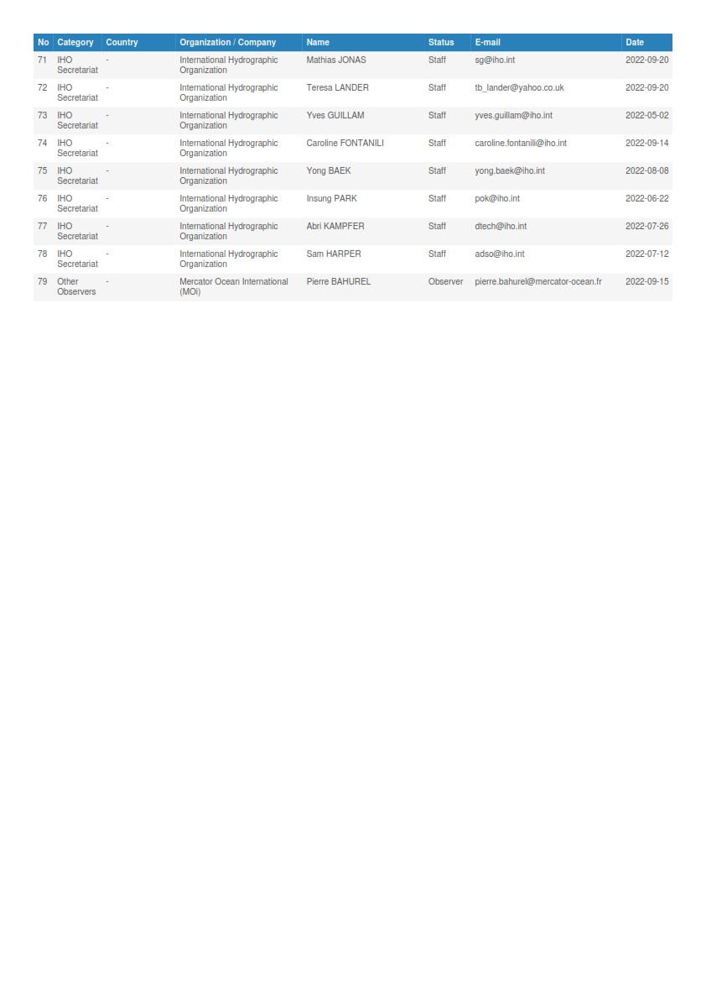 No Category Country Organization / Company Name Status E-mail Date
71 IHO - International Hydrographic Mathias JONAS Staff sg@iho.int 2022-09-20
Secretariat Organization
72 IHO - International Hydrographic Teresa LANDER Staff tb_lander@yahoo.co.uk 2022-09-20
Secretariat Organization
73 IHO - International Hydrographic Yves GUILLAM Staff yves.guillam@iho.int 2022-05-02
Secretariat Organization
74 IHO - International Hydrographic Caroline FONTANILI Staff caroline.fontanili@iho.int 2022-09-14
Secretariat Organization
75 IHO - International Hydrographic Yong BAEK Staff yong.baek@iho.int 2022-08-08
Secretariat Organization
76 IHO - International Hydrographic Insung PARK Staff pok@iho.int 2022-06-22
Secretariat Organization
77 IHO - International Hydrographic Abri KAMPFER Staff dtech@iho.int 2022-07-26
Secretariat Organization
78 IHO - International Hydrographic Sam HARPER Staff adso@iho.int 2022-07-12
Secretariat Organization
79 Other - Mercator Ocean International Pierre BAHUREL Observer pierre.bahurel@mercator-ocean.fr 2022-09-15
Observers (MOi)